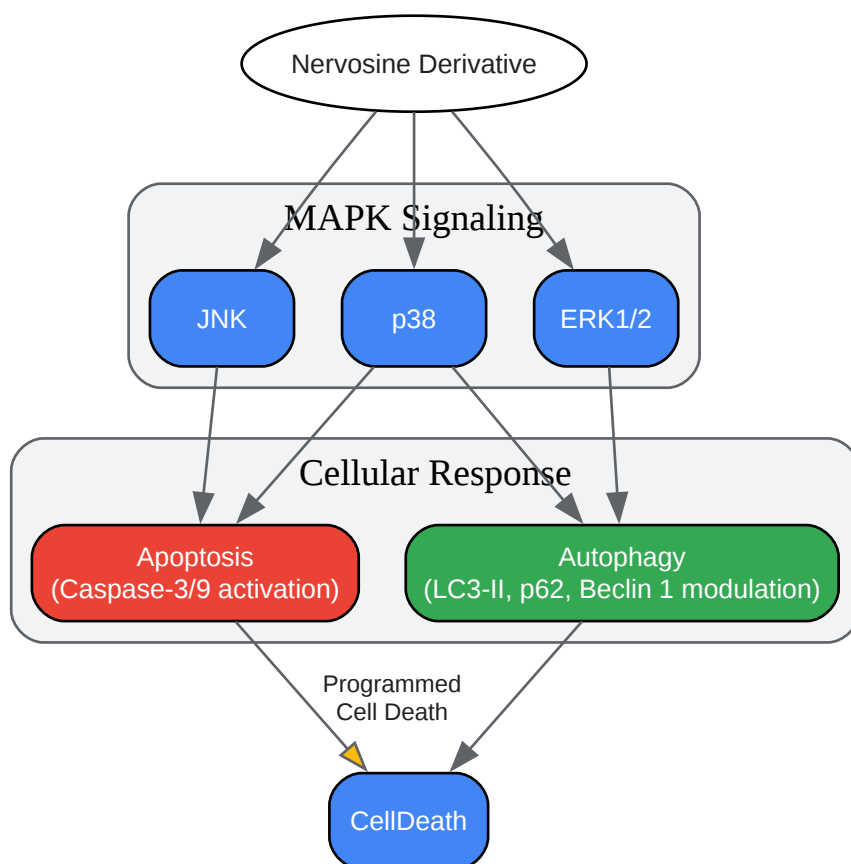 Nervosine Derivative
MAPK Signaling
JNK
p38
ERK1/2
Cellular Response
Apoptosis
(Caspase-3/9 activation)
Autophagy
(LC3-II, p62, Beclin 1 modulation)
Programmed
Cell Death
CellDeath